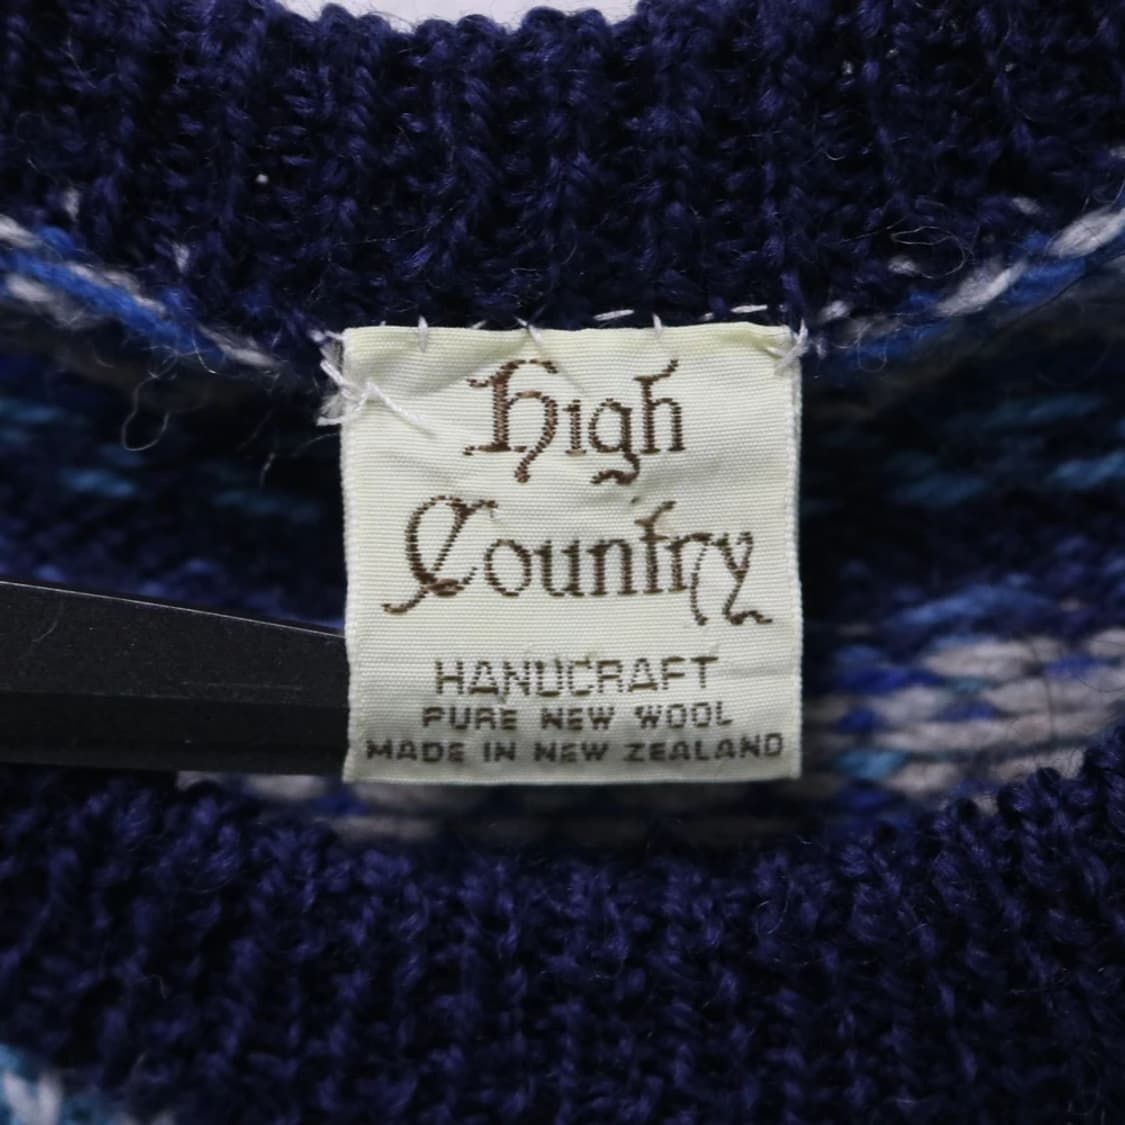 High
Country
HANDCRAFT
PURE NEW WOOL
MADE IN NEW ZEALAND